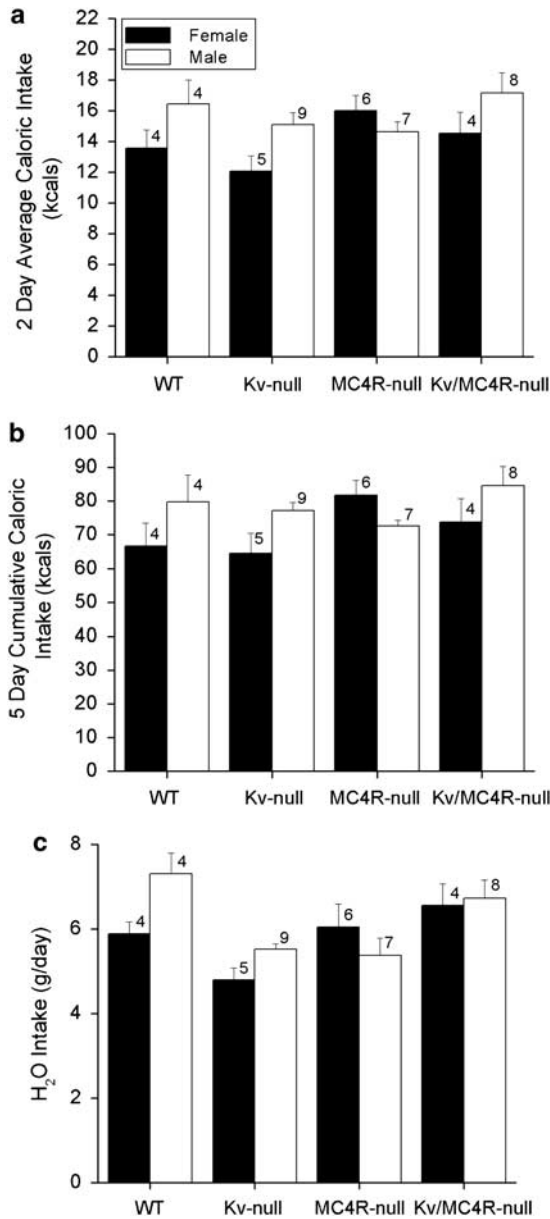 a
Female
Male
2 Day Average Caloric Intake
(kcals)
22
20
18
16
14
12
10
8
6
4
2
0
4
4
5
9
6
7
4
8
WT
Kv-null
MC4R-null
Kv/MC4R-null
b
5 Day Cumulative Caloric
Intake (kcals)
100
90
80
70
60
50
40
30
20
10
0
4
4
5
9
6
7
4
8
WT
Kv-null
MC4R-null
Kv/MC4R-null
c
H₂O Intake (g/day)
8
6
4
2
0
4
4
5
9
6
7
4
8
WT
Kv-null
MC4R-null
Kv/MC4R-null